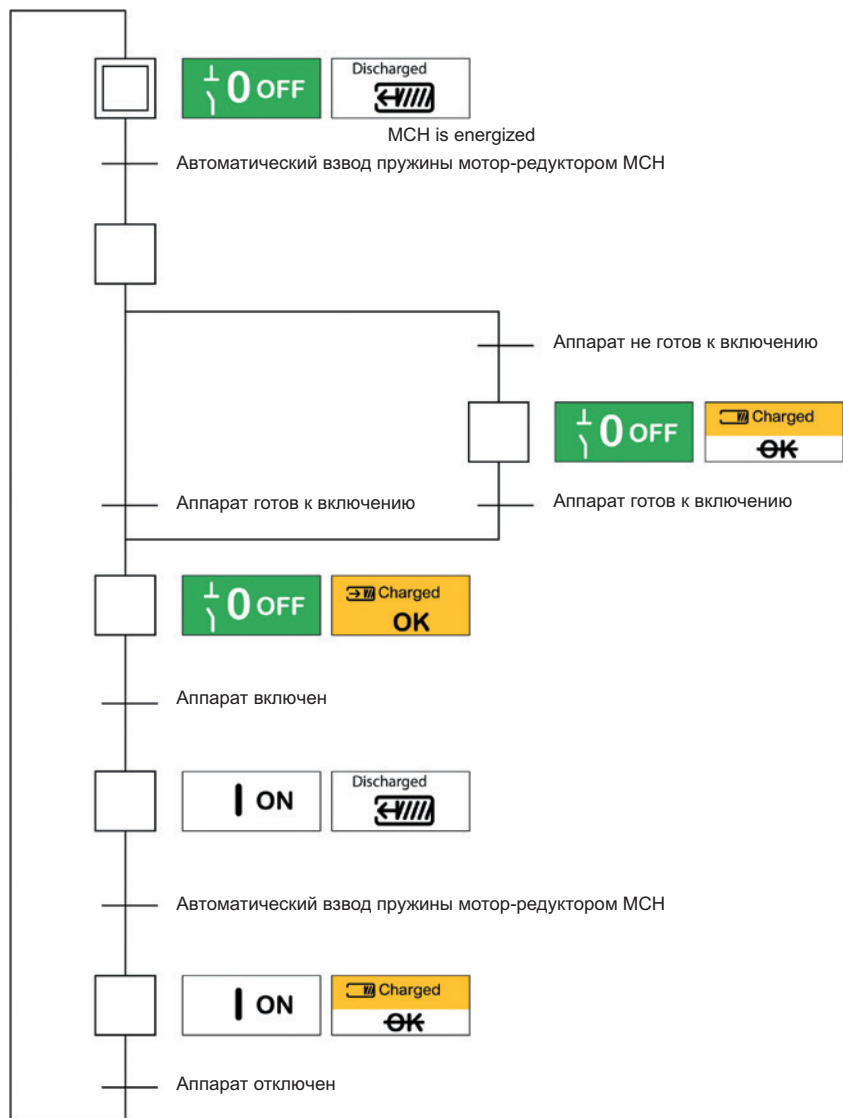 0 OFF
Discharged
MCH is energized
Автоматический взвод пружины мотор-редуктором МСН
Аппарат не готов к включению
0 OFF
Charged
OK
Аппарат готов к включению
Аппарат готов к включению
0 OFF
Charged
OK
Аппарат включен
I ON
Discharged
Автоматический взвод пружины мотор-редуктором МСН
I ON
Charged
OK
Аппарат отключен